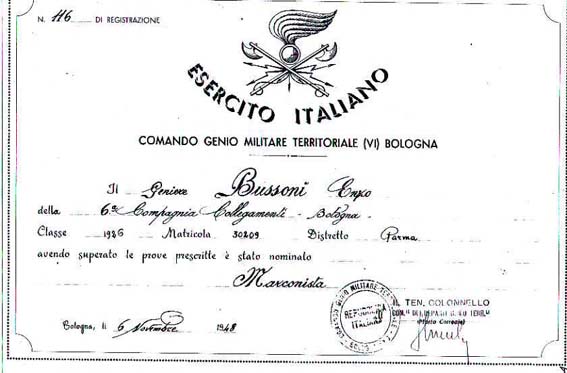 N. 116 DI REGISTRAZIONE
ESERCITO ITALIANO
COMANDO GENIO MILITARE TERRITORIALE (VI) BOLOGNA
Il Geniere Bussoni Enzo
della 6ª Compagnia Collegamenti - Bologna -
Classe 1926 Matricola 30209 Distretto Parma
avendo superato le prove prescritte è stato nominato
Marconista
REPUBBLICA ITALIANA
IL TEN. COLONNELLO
Bologna, li 6 Novembre 1948